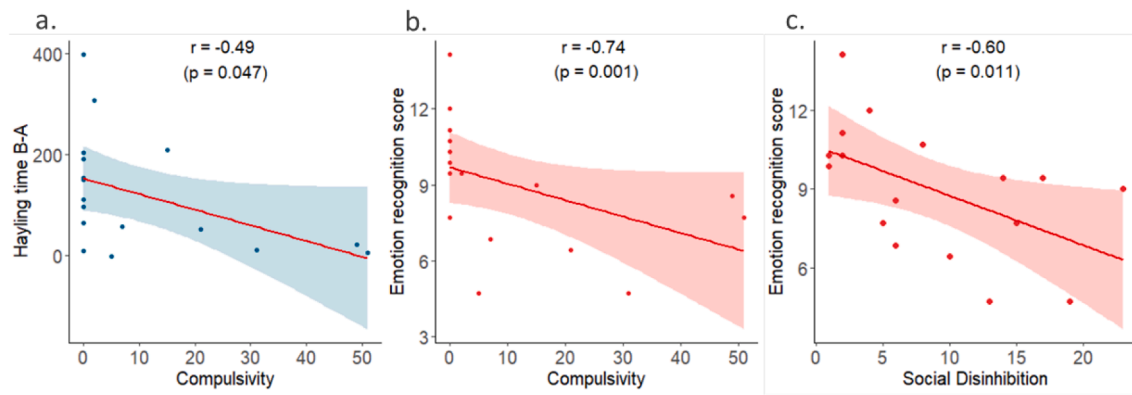 a.
r = -0.49
(p = 0.047)
400
200
0
Hayling time B-A
0 10 20 30 40 50
Compulsivity
b.
r = -0.74
(p = 0.001)
12
9
6
3
Emotion recognition score
0 10 20 30 40 50
Compulsivity
c.
r = -0.60
(p = 0.011)
12
9
6
Emotion recognition score
0 5 10 15 20
Social Disinhibition